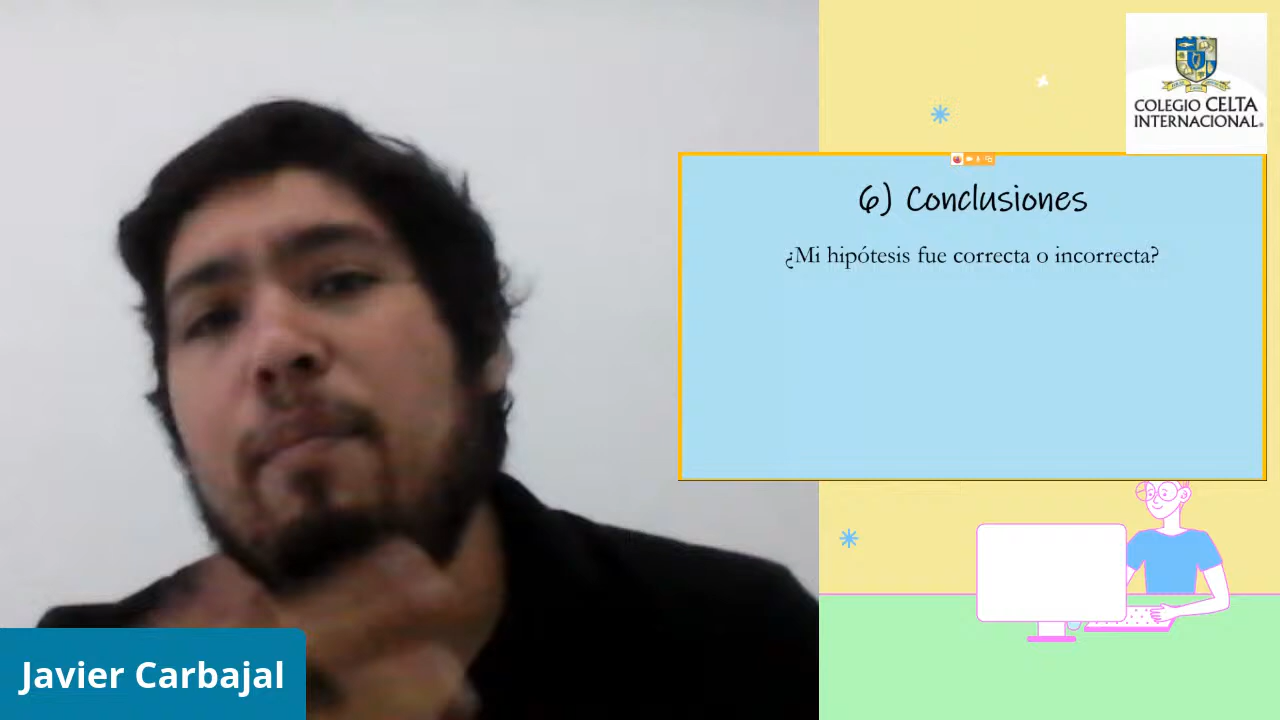 COLEGIO CELTA
INTERNACIONAL®
6) Conclusiones
¿Mi hipótesis fue correcta o incorrecta?
Javier Carbajal